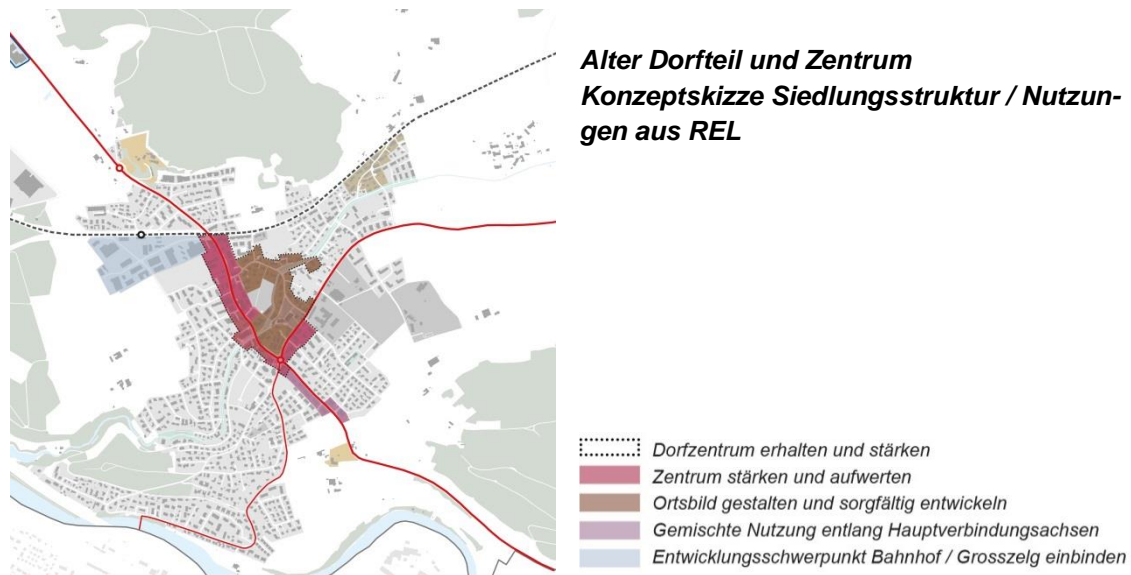 Alter Dorfteil und Zentrum
Konzeptskizze Siedlungsstruktur / Nutzun-
gen aus REL
Dorfzentrum erhalten und stärken
Zentrum stärken und aufwerten
Ortsbild gestalten und sorgfältig entwickeln
Gemischte Nutzung entlang Hauptverbindungsachsen
Entwicklungsschwerpunkt Bahnhof / Grosszelg einbinden